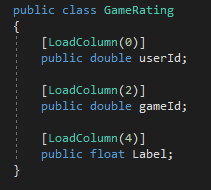 public class GameRating
{
[LoadColumn(0)]
public double userId;
[LoadColumn(2)]
public double gameId;
[LoadColumn(4)]
public float Label;
}